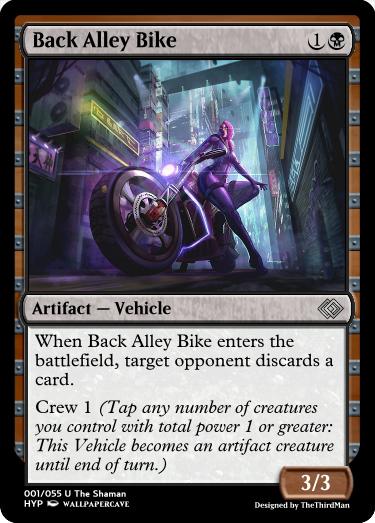 Back Alley Bike 1
Artifact — Vehicle
When Back Alley Bike enters the
battlefield, target opponent discards a
card.
Crew 1 (Tap any number of creatures
you control with total power 1 or greater:
This Vehicle becomes an artifact creature
until end of turn.)
3/3
001/055 U The Shaman
HYP WALLPAPERCAVE
Designed by TheThirdMan